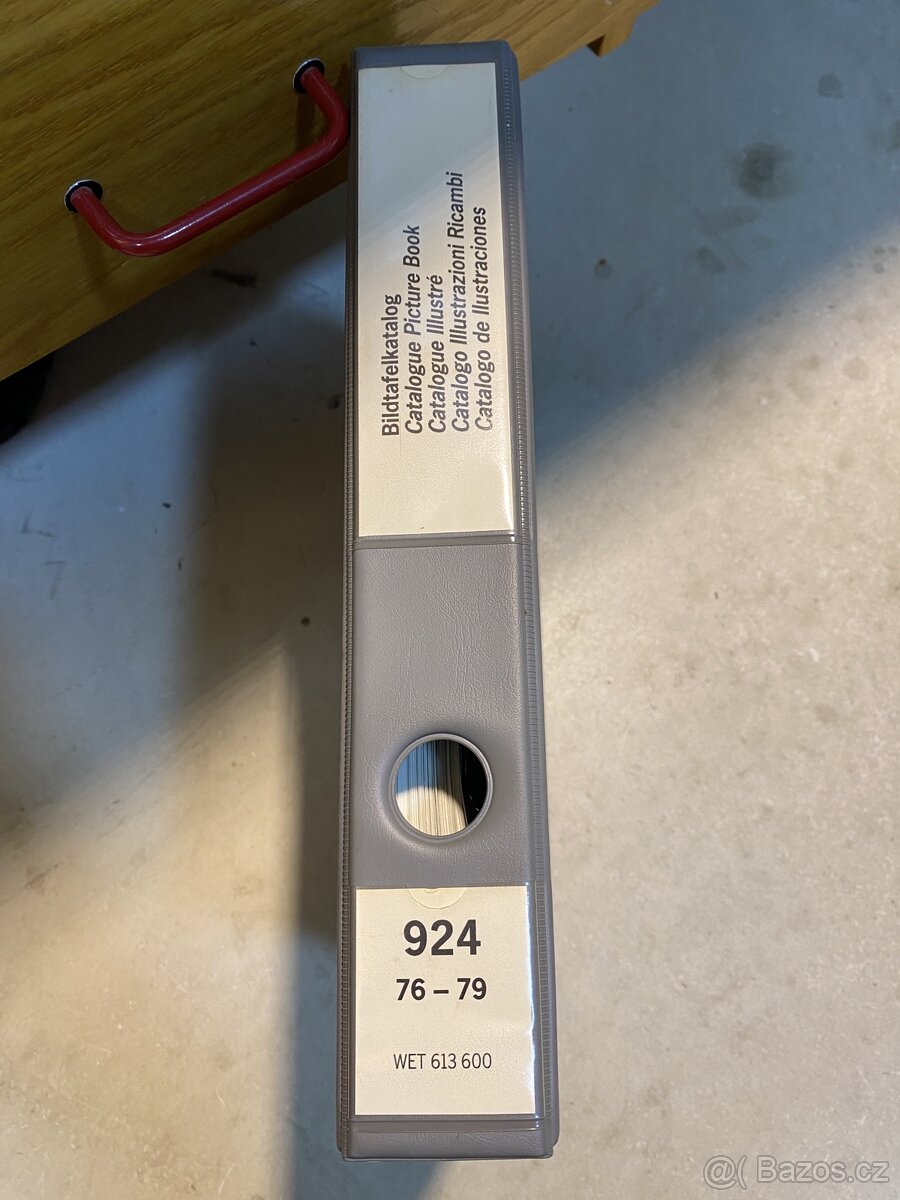 Bildtafelkatalog
Catalogue Picture Book
Catalogue Illustré
Catalogo Illustrazioni Ricambi
Catalogo de Ilustraciones
924
76 – 79
WET 613 600
@( Bazos.cz